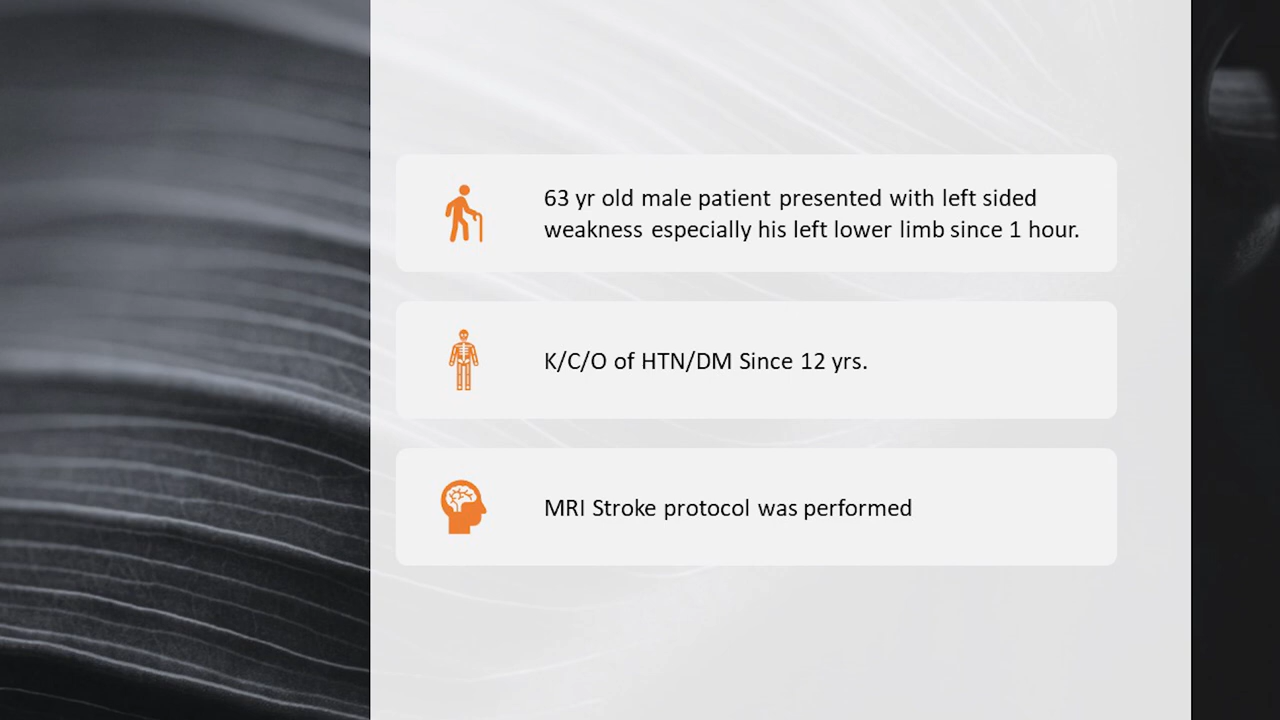 63 yr old male patient presented with left sided
weakness especially his left lower limb since 1 hour.
K/C/O of HTN/DM Since 12 yrs.
MRI Stroke protocol was performed